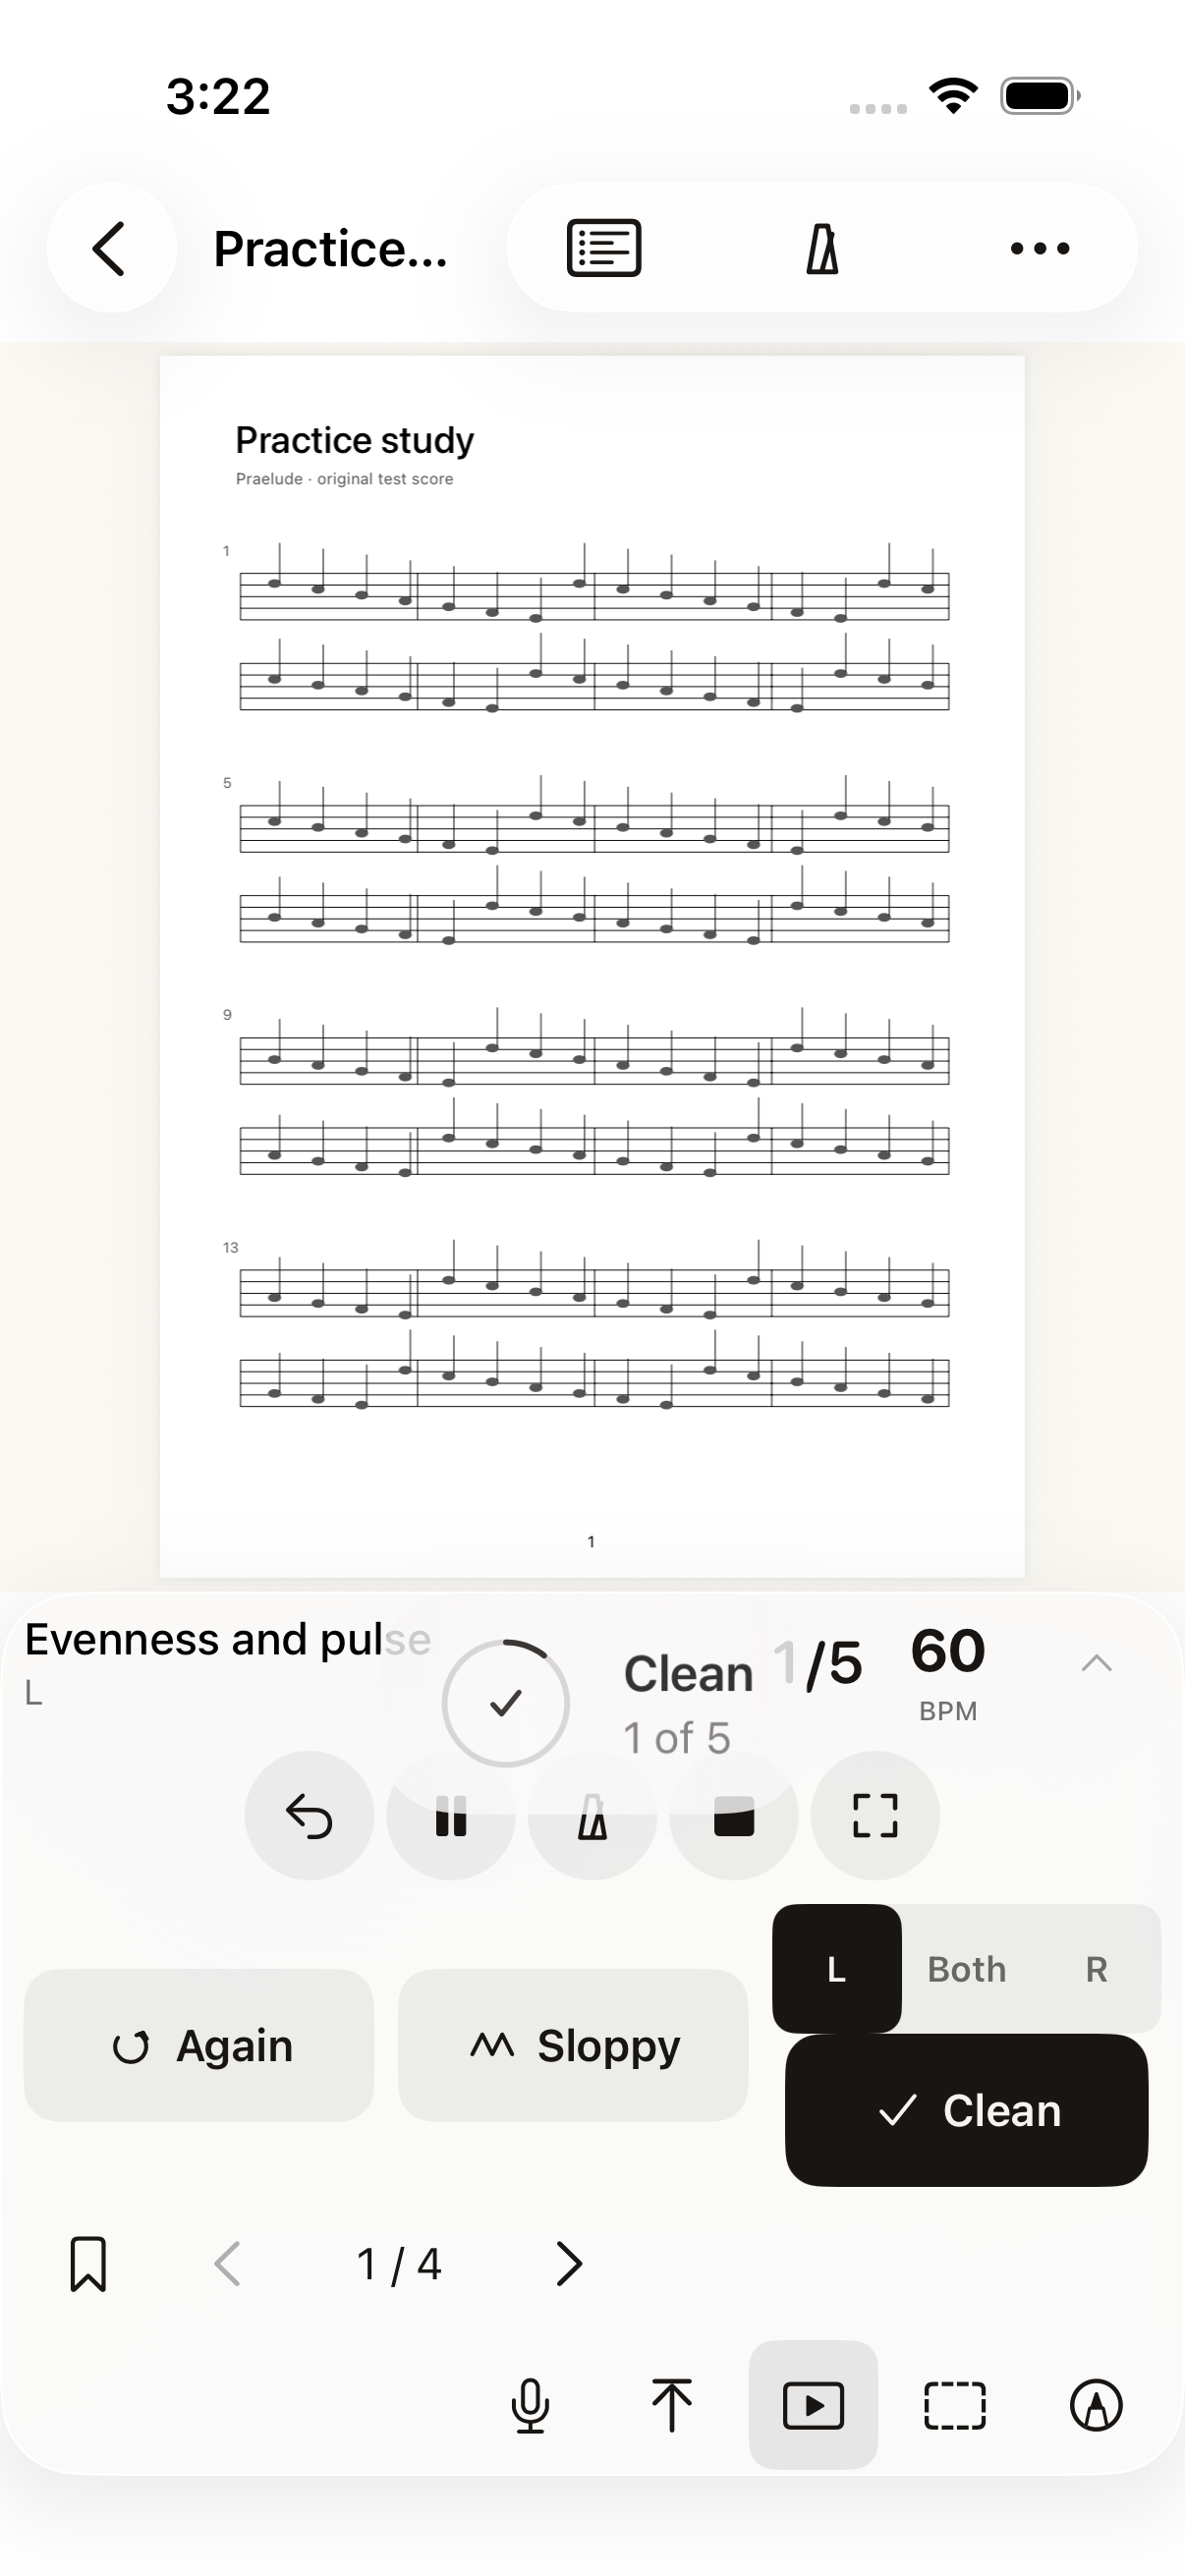 3:22
Practice...
Practice study
Praelude · original test score
1
5
9
13
1
Evenness and pulse
L
Clean
1 of 5
1/5
60
BPM
L Both R
Again
Sloppy
Clean
1 / 4